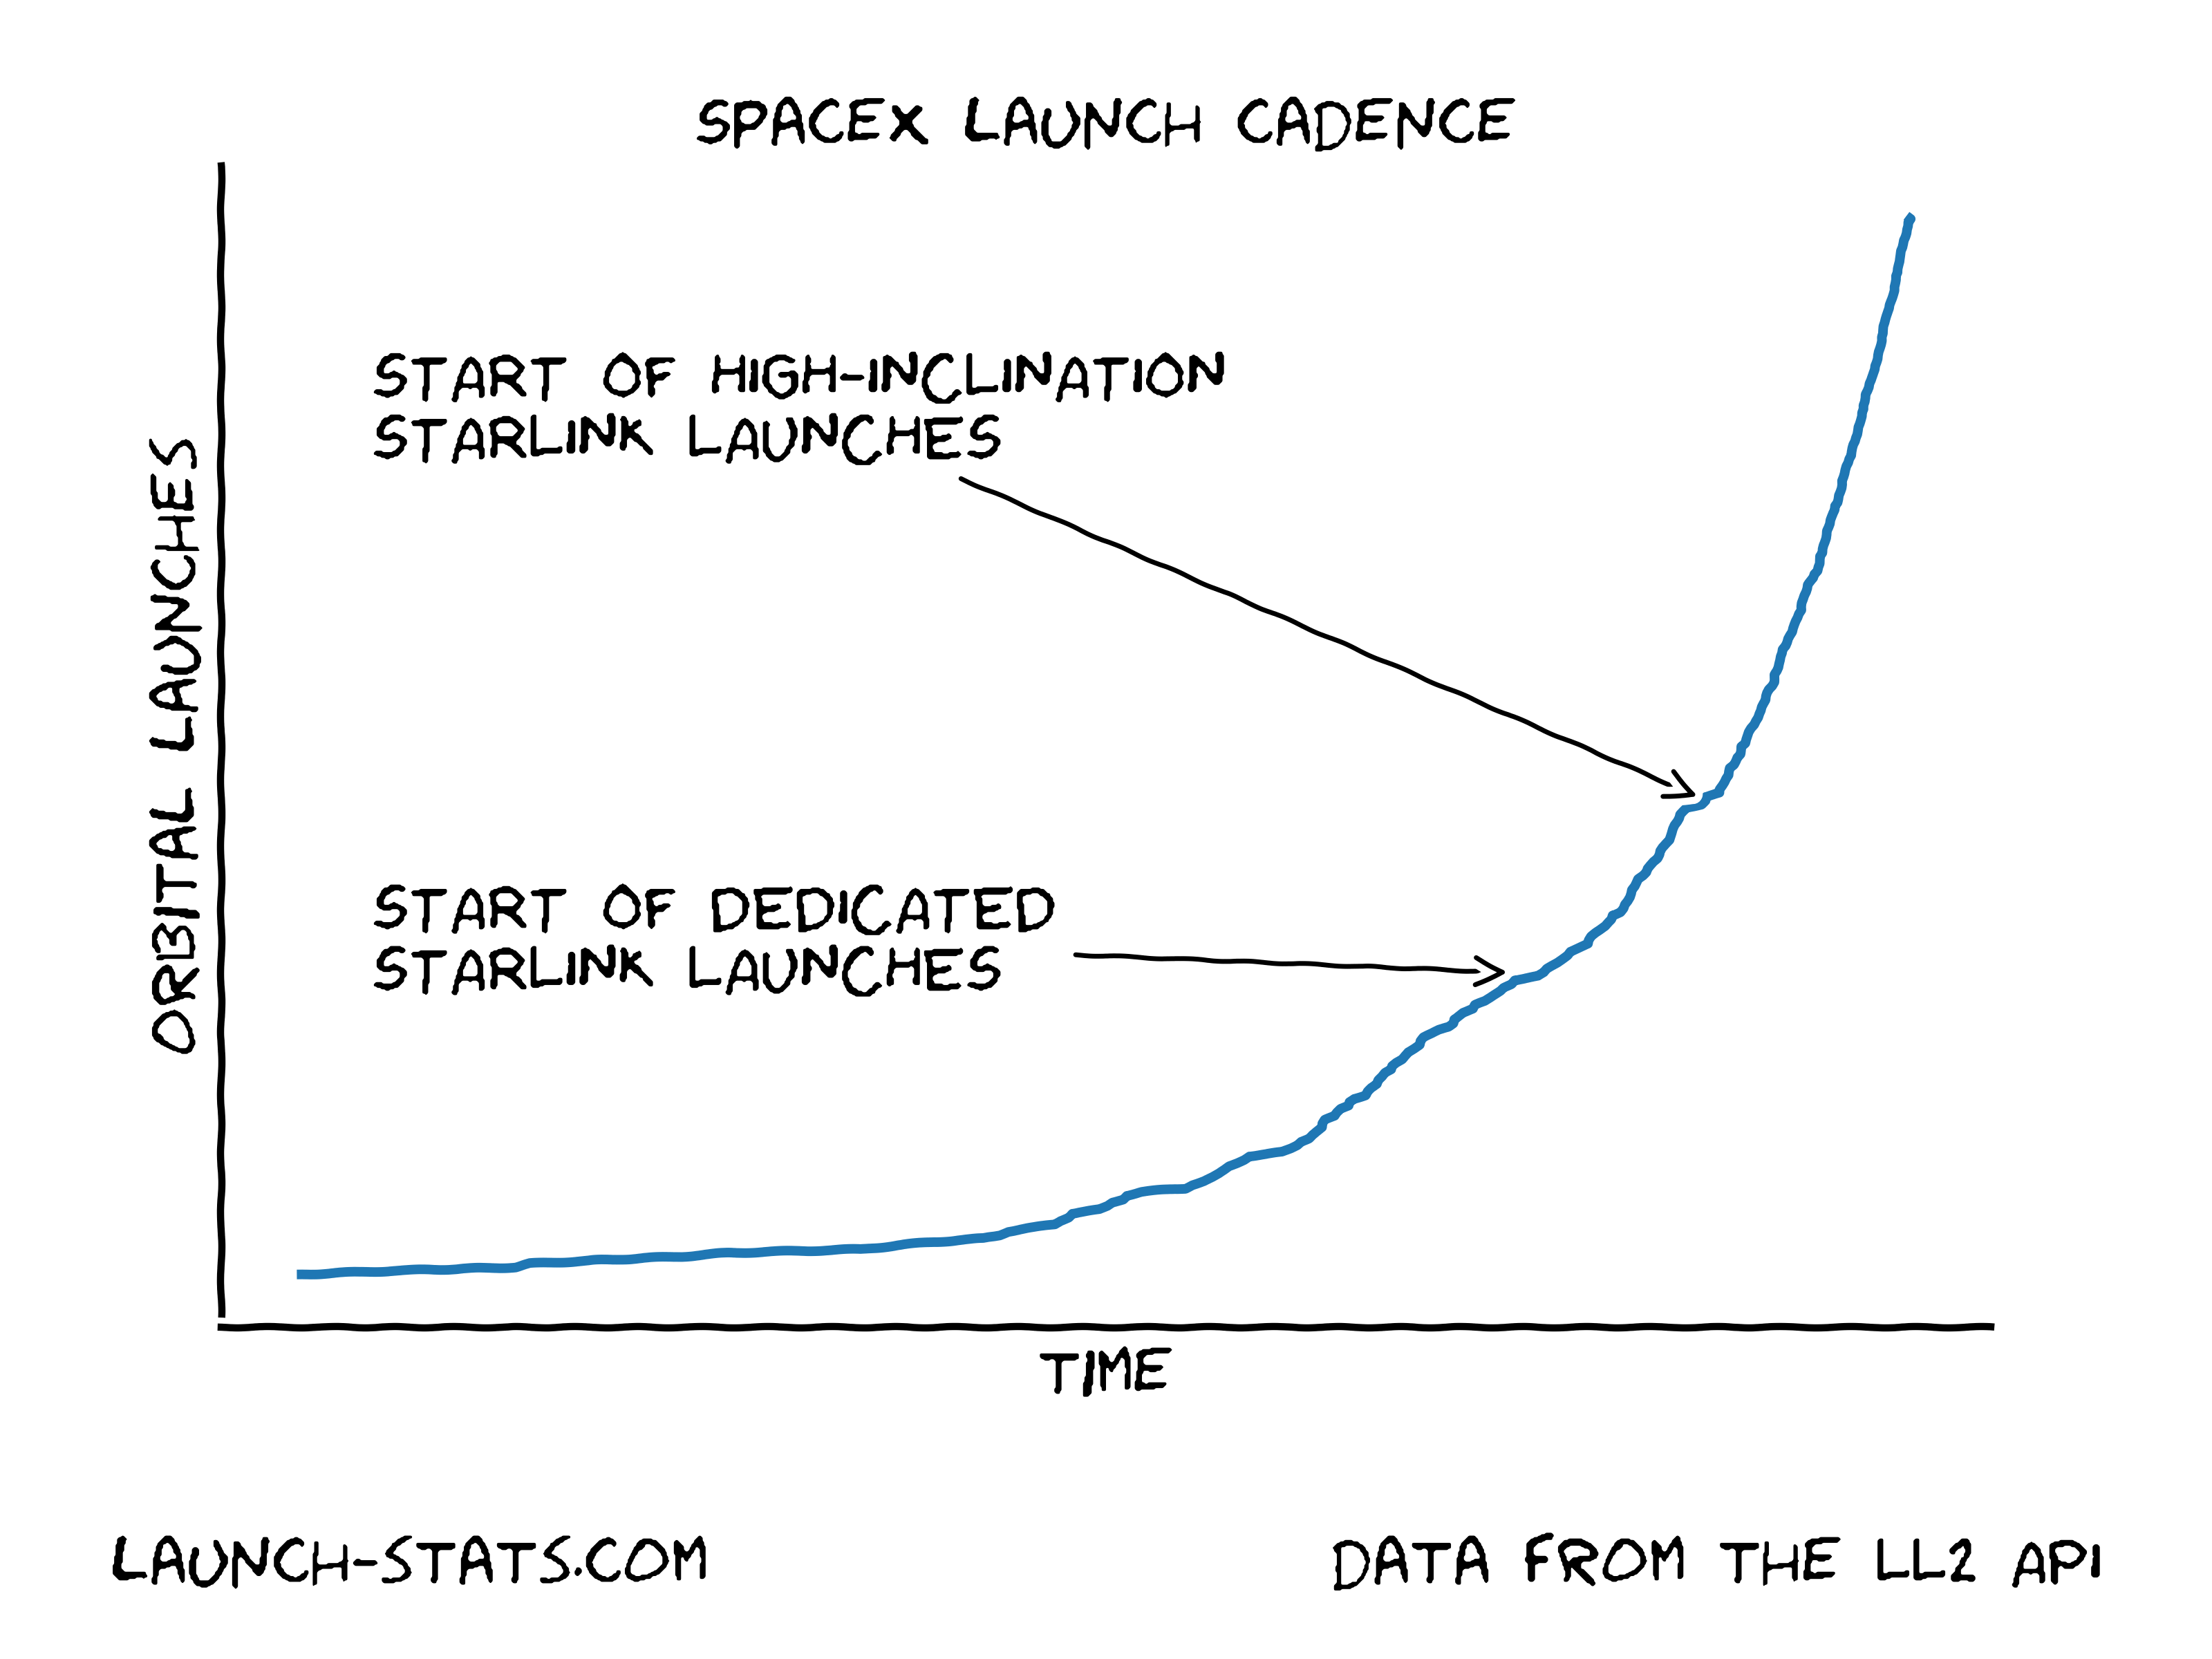 SPACEX LAUNCH CADENCE
START OF HIGH-INCLINATION
STARLINK LAUNCHES
START OF DEDICATED
STARLINK LAUNCHES
ORBITAL LAUNCHES
TIME
LAUNCH-STATS.COM
DATA FROM THE LL2 API